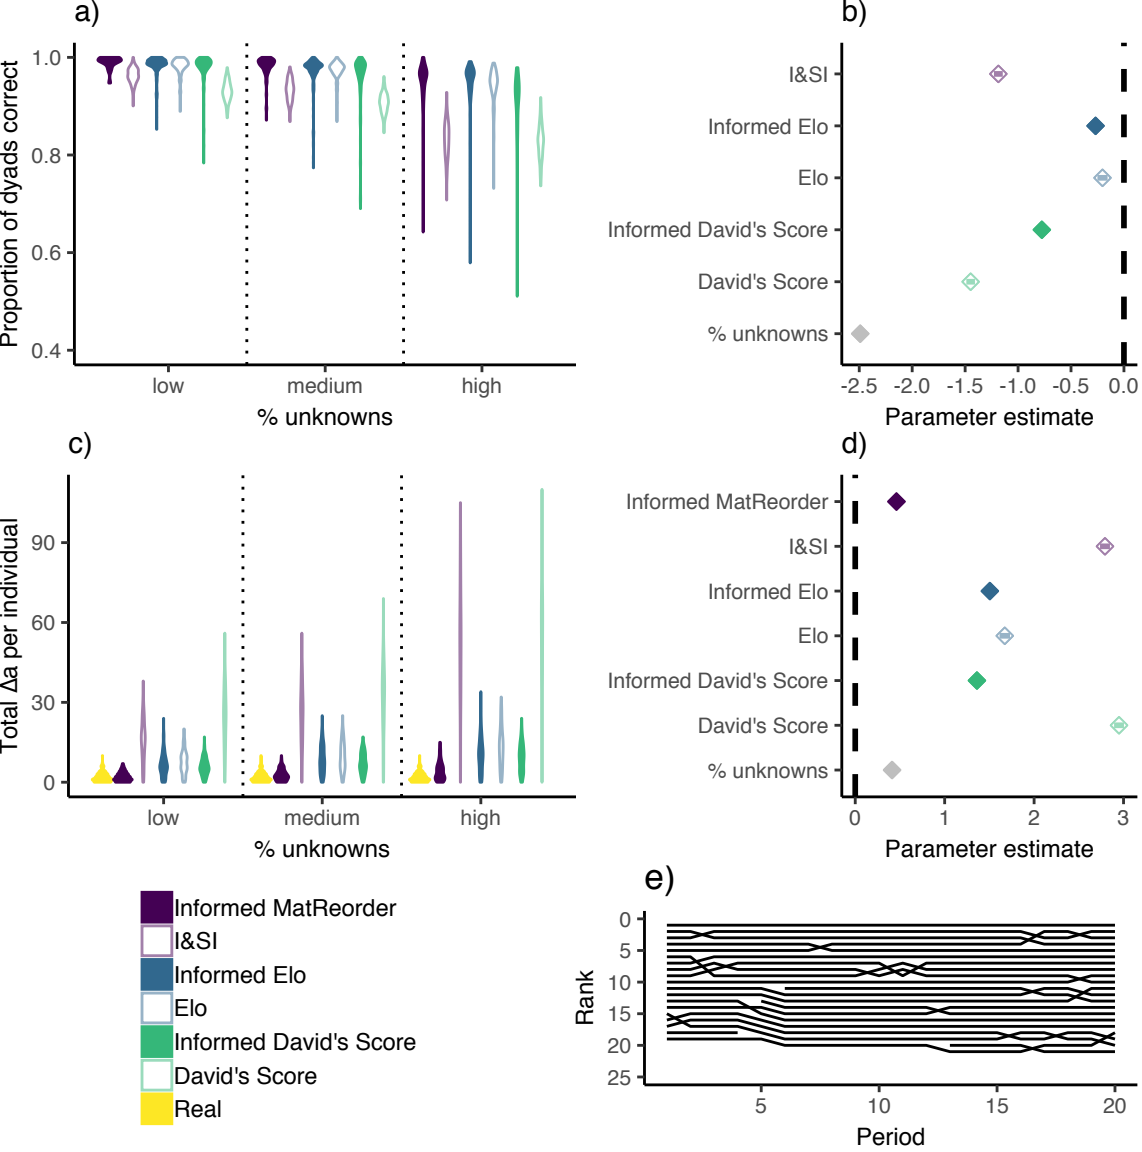 a)
1.0
0.8
0.6
0.4
Proportion of dyads correct
low medium high
% unknowns
b)
I&SI
Informed Elo
Elo
Informed David's Score
David's Score
% unknowns
-2.5 -2.0 -1.5 -1.0 -0.5 0.0
Parameter estimate
c)
90
60
30
0
Total Δa per individual
low medium high
% unknowns
d)
Informed MatReorder
I&SI
Informed Elo
Elo
Informed David's Score
David's Score
% unknowns
0 1 2 3
Parameter estimate
Informed MatReorder
I&SI
Informed Elo
Elo
Informed David's Score
David's Score
Real
e)
0
5
10
15
20
25
Rank
5 10 15 20
Period